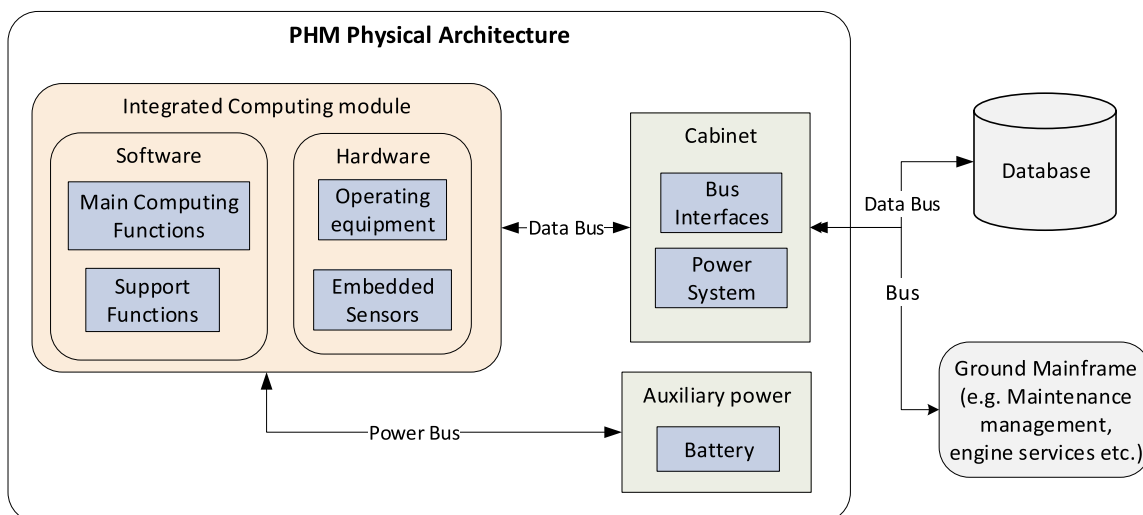 PHM Physical Architecture
Integrated Computing module
Software
Main Computing
Functions
Support
Functions
Hardware
Operating
equipment
Embedded
Sensors
Data Bus
Cabinet
Bus
Interfaces
Power
System
Power Bus
Auxiliary power
Battery
Data Bus
Database
Bus
Ground Mainframe
(e.g. Maintenance
management,
engine services etc.)